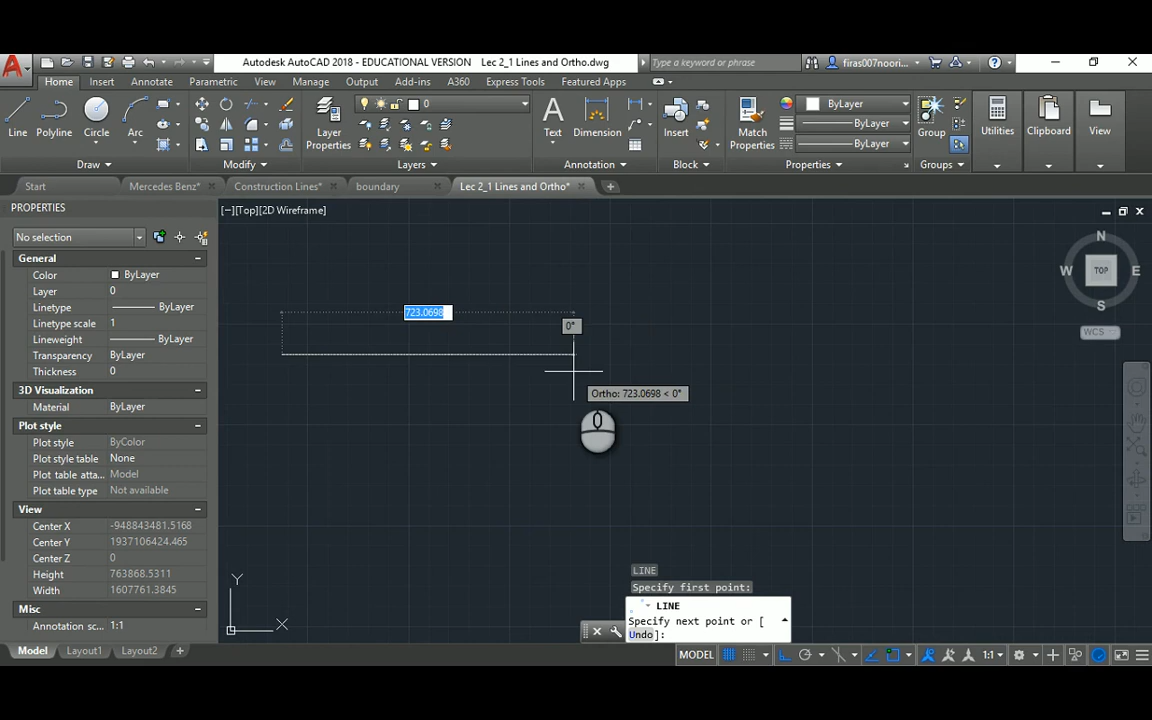 Autodesk AutoCAD 2018 - EDUCATIONAL VERSION Lec 2_1 Lines and Ortho.dwg
Type a keyword or phrase
firas007noori...
Home Insert Annotate Parametric View Manage Output Add-ins A360 Express Tools Featured Apps
Line Polyline Circle Arc
Layer Properties
0
Text Dimension
Insert
Match Properties
ByLayer
ByLayer
ByLayer
Group
Utilities
Clipboard
View
Draw Modify Layers Annotation Block Properties Groups
Start Mercedes Benz* Construction Lines* boundary Lec 2_1 Lines and Ortho*
PROPERTIES
[−][Top][2D Wireframe]
No selection
General
Color ByLayer
Layer 0
Linetype ByLayer
Linetype scale 1
Lineweight ByLayer
Transparency ByLayer
Thickness 0
3D Visualization
Material ByLayer
Plot style
Plot style ByColor
Plot style table None
Plot table atta... Model
Plot table type Not available
View
Center X -948843481.5168
Center Y 1937106424.465
Center Z 0
Height 763868.5311
Width 1607761.3845
Misc
Annotation sc... 1:1
N
W TOP E
S
WCS
723.0698
0°
Ortho: 723.0698 < 0°
Y
X
LINE
Specify first point:
LINE
Specify next point or [
Undo]:
Model Layout1 Layout2
MODEL
1:1